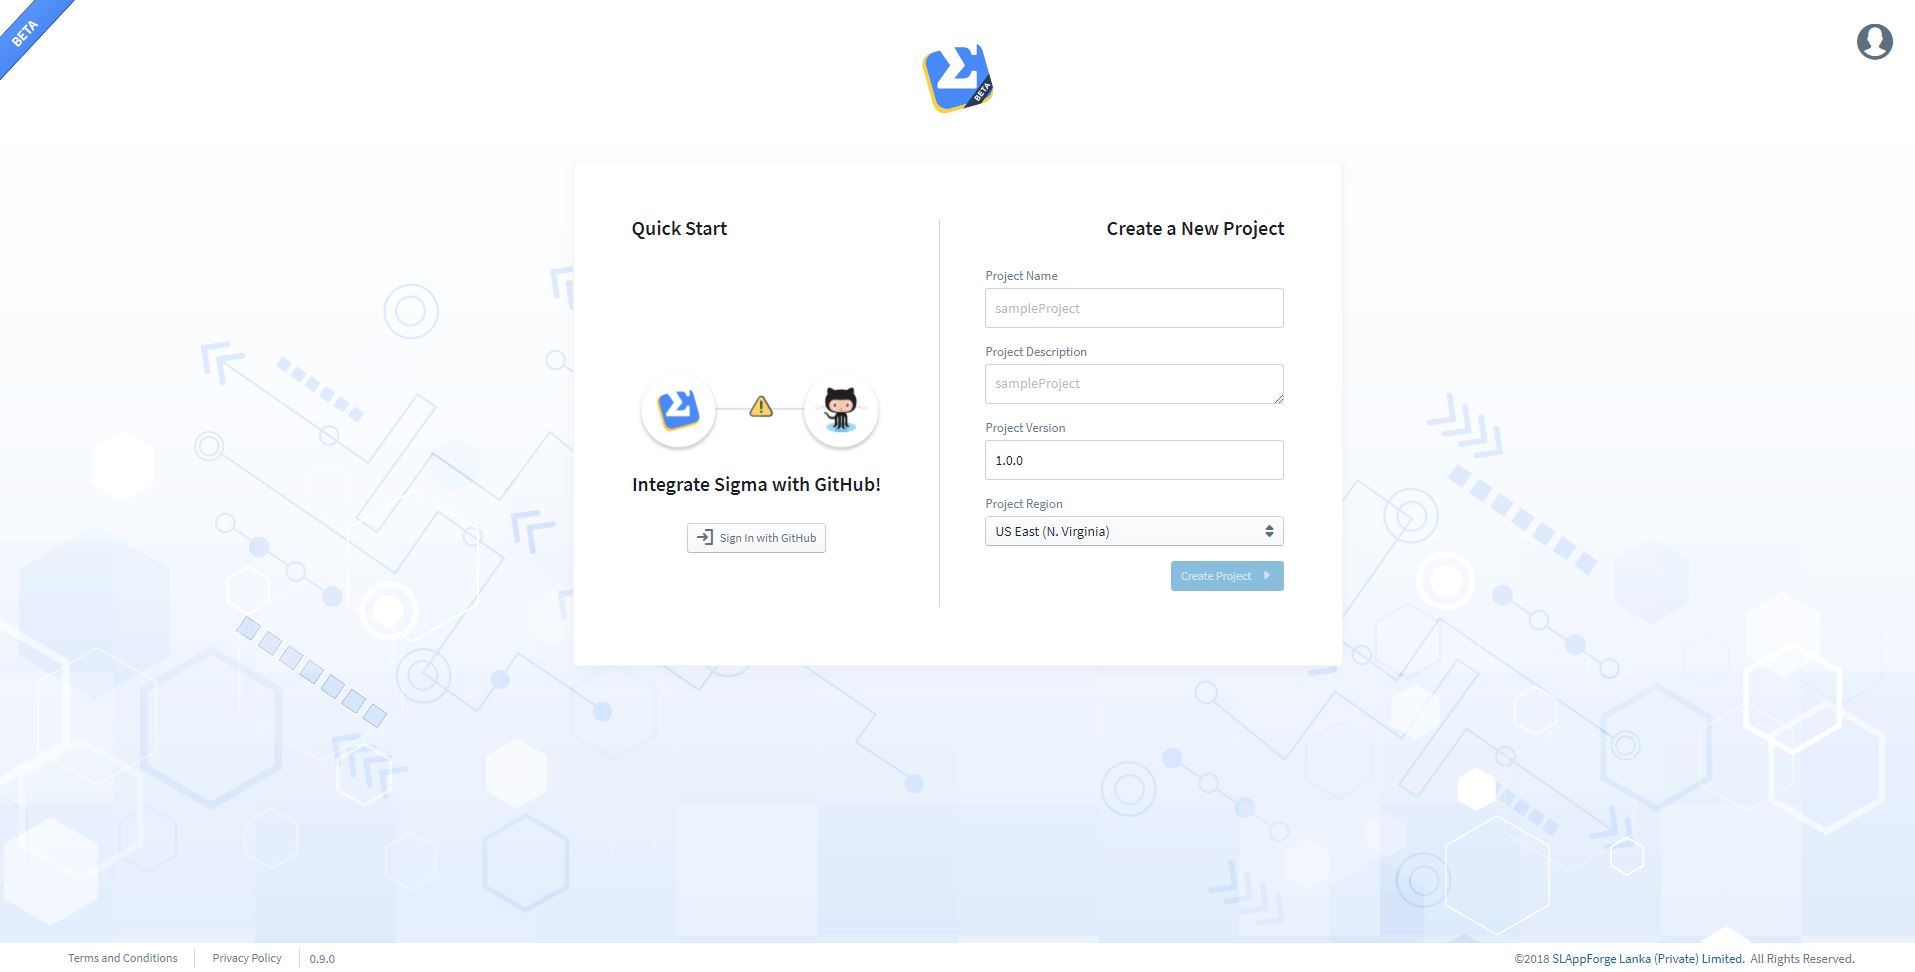 BETA
Σ
BETA
Quick Start
Integrate Sigma with GitHub!
Sign In with GitHub
Create a New Project
Project Name
sampleProject
Project Description
sampleProject
Project Version
1.0.0
Project Region
US East (N. Virginia)
Create Project
Terms and Conditions
Privacy Policy
0.9.0
©2018 SLAppForge Lanka (Private) Limited. All Rights Reserved.